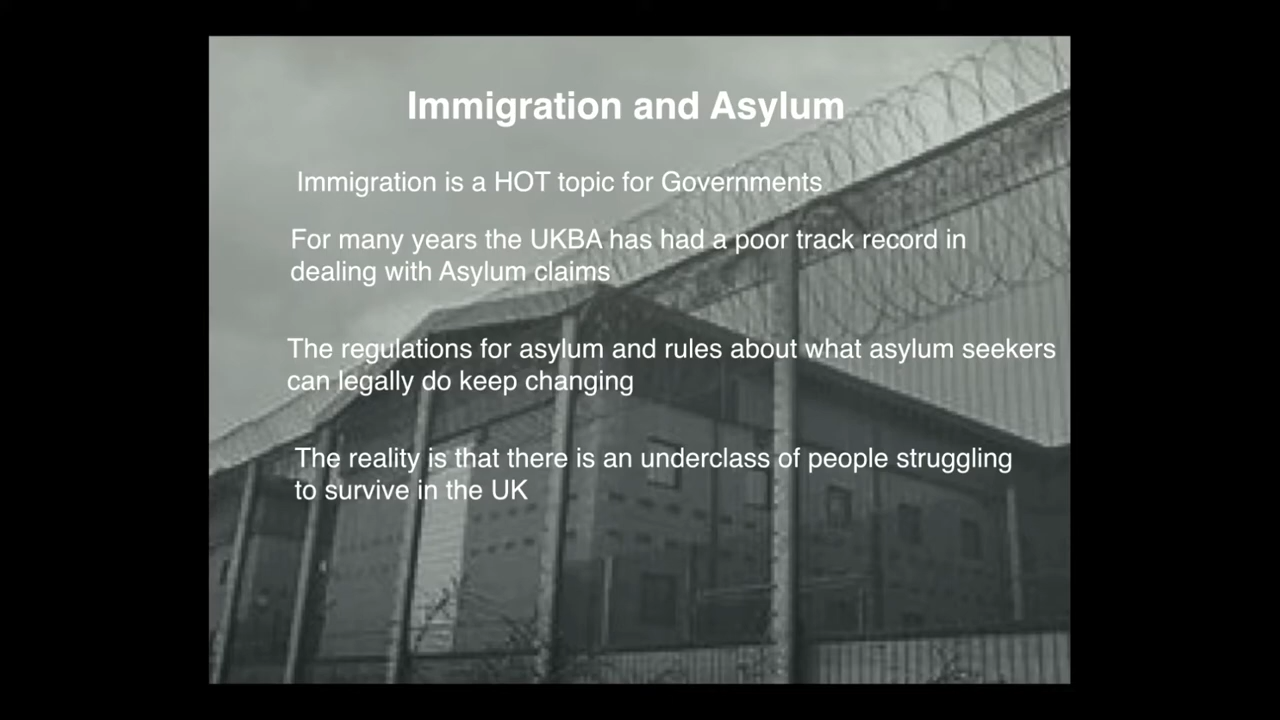 Immigration and Asylum
Immigration is a HOT topic for Governments
For many years the UKBA has had a poor track record in
dealing with Asylum claims
The regulations for asylum and rules about what asylum seekers
can legally do keep changing
The reality is that there is an underclass of people struggling
to survive in the UK